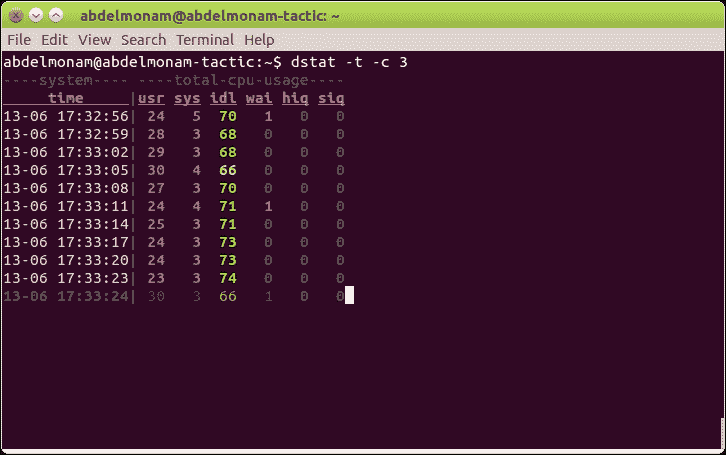 abdelmonam@abdelmonam-tactic: ~
File Edit View Search Terminal Help
abdelmonam@abdelmonam-tactic:~$ dstat -t -c 3
----system---- ----total-cpu-usage----
     time     |usr sys idl wai hiq siq
13-06 17:32:56| 24   5  70   1   0   0
13-06 17:32:59| 28   3  68   0   0   0
13-06 17:33:02| 29   3  68   0   0   0
13-06 17:33:05| 30   4  66   0   0   0
13-06 17:33:08| 27   3  70   0   0   0
13-06 17:33:11| 24   4  71   1   0   0
13-06 17:33:14| 25   3  71   0   0   0
13-06 17:33:17| 24   3  73   0   0   0
13-06 17:33:20| 24   3  73   0   0   0
13-06 17:33:23| 23   3  74   0   0   0
13-06 17:33:24| 30   3  66   1   0   0